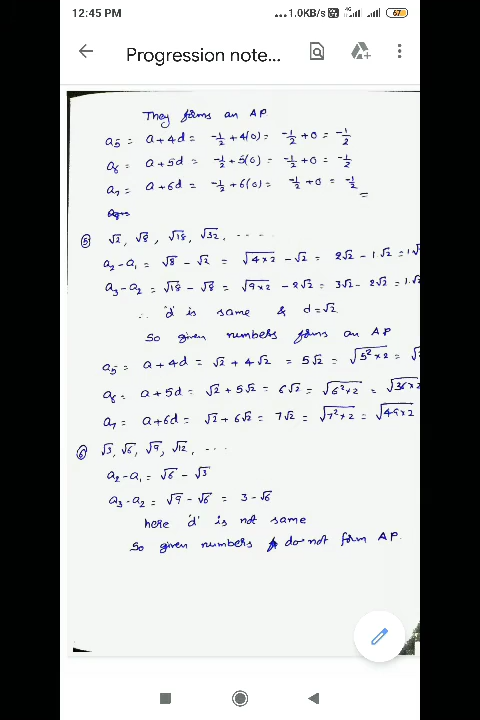 12:45 PM
...1.0KB/s 4G 67
Progression note...
They forms an AP
a5 = a+4d = -1/2 + 4(0) = -1/2 + 0 = -1/2
a6 = a+5d = -1/2 + 5(0) = -1/2 + 0 = -1/2
a7 = a+6d = -1/2 + 6(0) = -1/2 + 0 = -1/2
⑤ √2, √8, √18, √32, .....
a2-a1 = √8 - √2 = √4×2 - √2 = 2√2 - 1√2 = 1√
a3-a2 = √18 - √8 = √9×2 - 2√2 = 3√2 - 2√2 = 1√2
∴ 'd' is same & d=√2.
So given numbers forms an AP
a5 = a+4d = √2 + 4√2 = 5√2 = √5²×2 = √
a6 = a+5d = √2 + 5√2 = 6√2 = √6²×2 = √36×2
a7 = a+6d = √2 + 6√2 = 7√2 = √7²×2 = √49×2
⑥ √3, √6, √9, √12, ....
a2-a1 = √6 - √3
a3-a2 = √9 - √6 = 3 - √6
here 'd' is not same
So given numbers do not form AP.